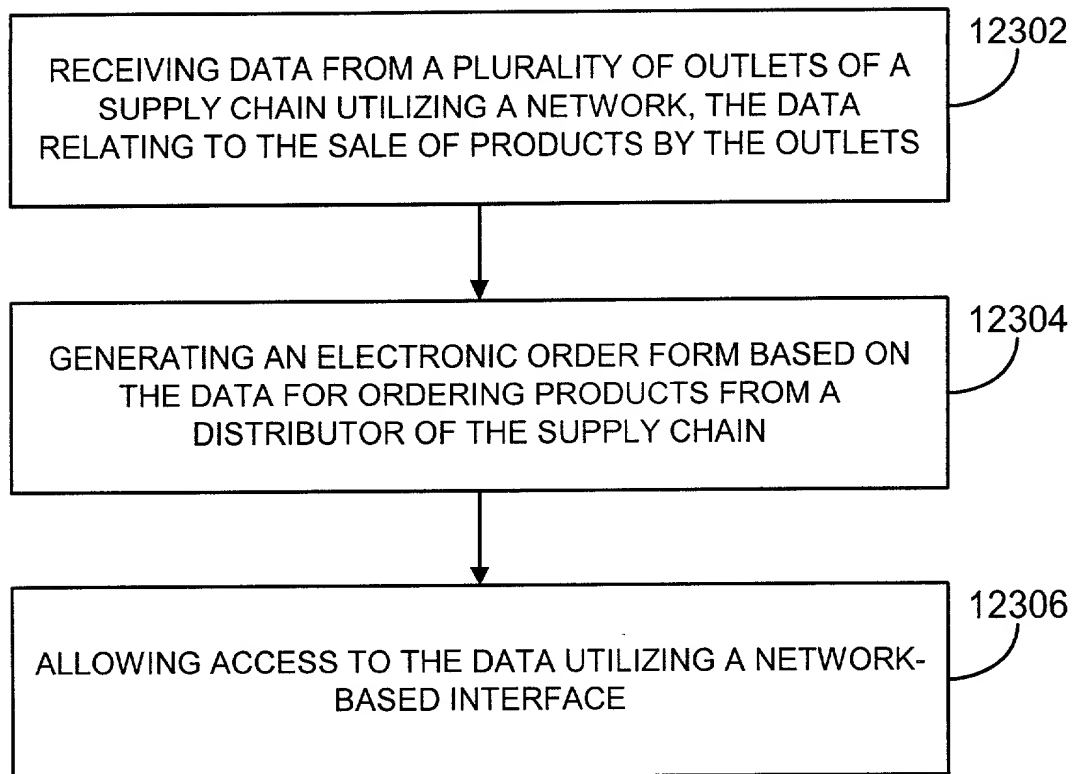 12302
RECEIVING DATA FROM A PLURALITY OF OUTLETS OF A
SUPPLY CHAIN UTILIZING A NETWORK, THE DATA
RELATING TO THE SALE OF PRODUCTS BY THE OUTLETS
12304
GENERATING AN ELECTRONIC ORDER FORM BASED ON
THE DATA FOR ORDERING PRODUCTS FROM A
DISTRIBUTOR OF THE SUPPLY CHAIN
12306
ALLOWING ACCESS TO THE DATA UTILIZING A NETWORK-
BASED INTERFACE